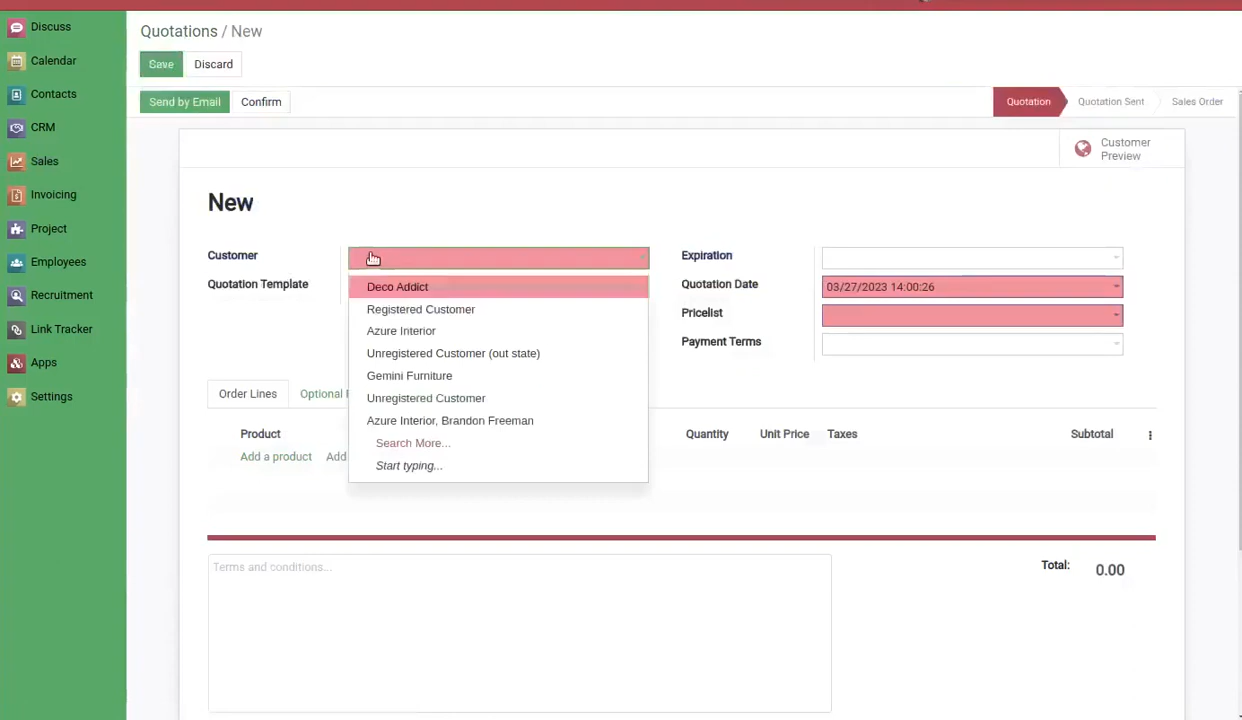 Discuss
Calendar
Contacts
CRM
Sales
Invoicing
Project
Employees
Recruitment
Link Tracker
Apps
Settings
Quotations / New
Save Discard
Send by Email Confirm
Quotation Quotation Sent Sales Order
Customer
Preview
New
Customer
Quotation Template
Deco Addict
Registered Customer
Azure Interior
Unregistered Customer (out state)
Gemini Furniture
Unregistered Customer
Azure Interior, Brandon Freeman
Search More...
Start typing...
Expiration
Quotation Date 03/27/2023 14:00:26
Pricelist
Payment Terms
Order Lines Optional
Product Quantity Unit Price Taxes Subtotal
Add a product Add
Terms and conditions...
Total: 0.00